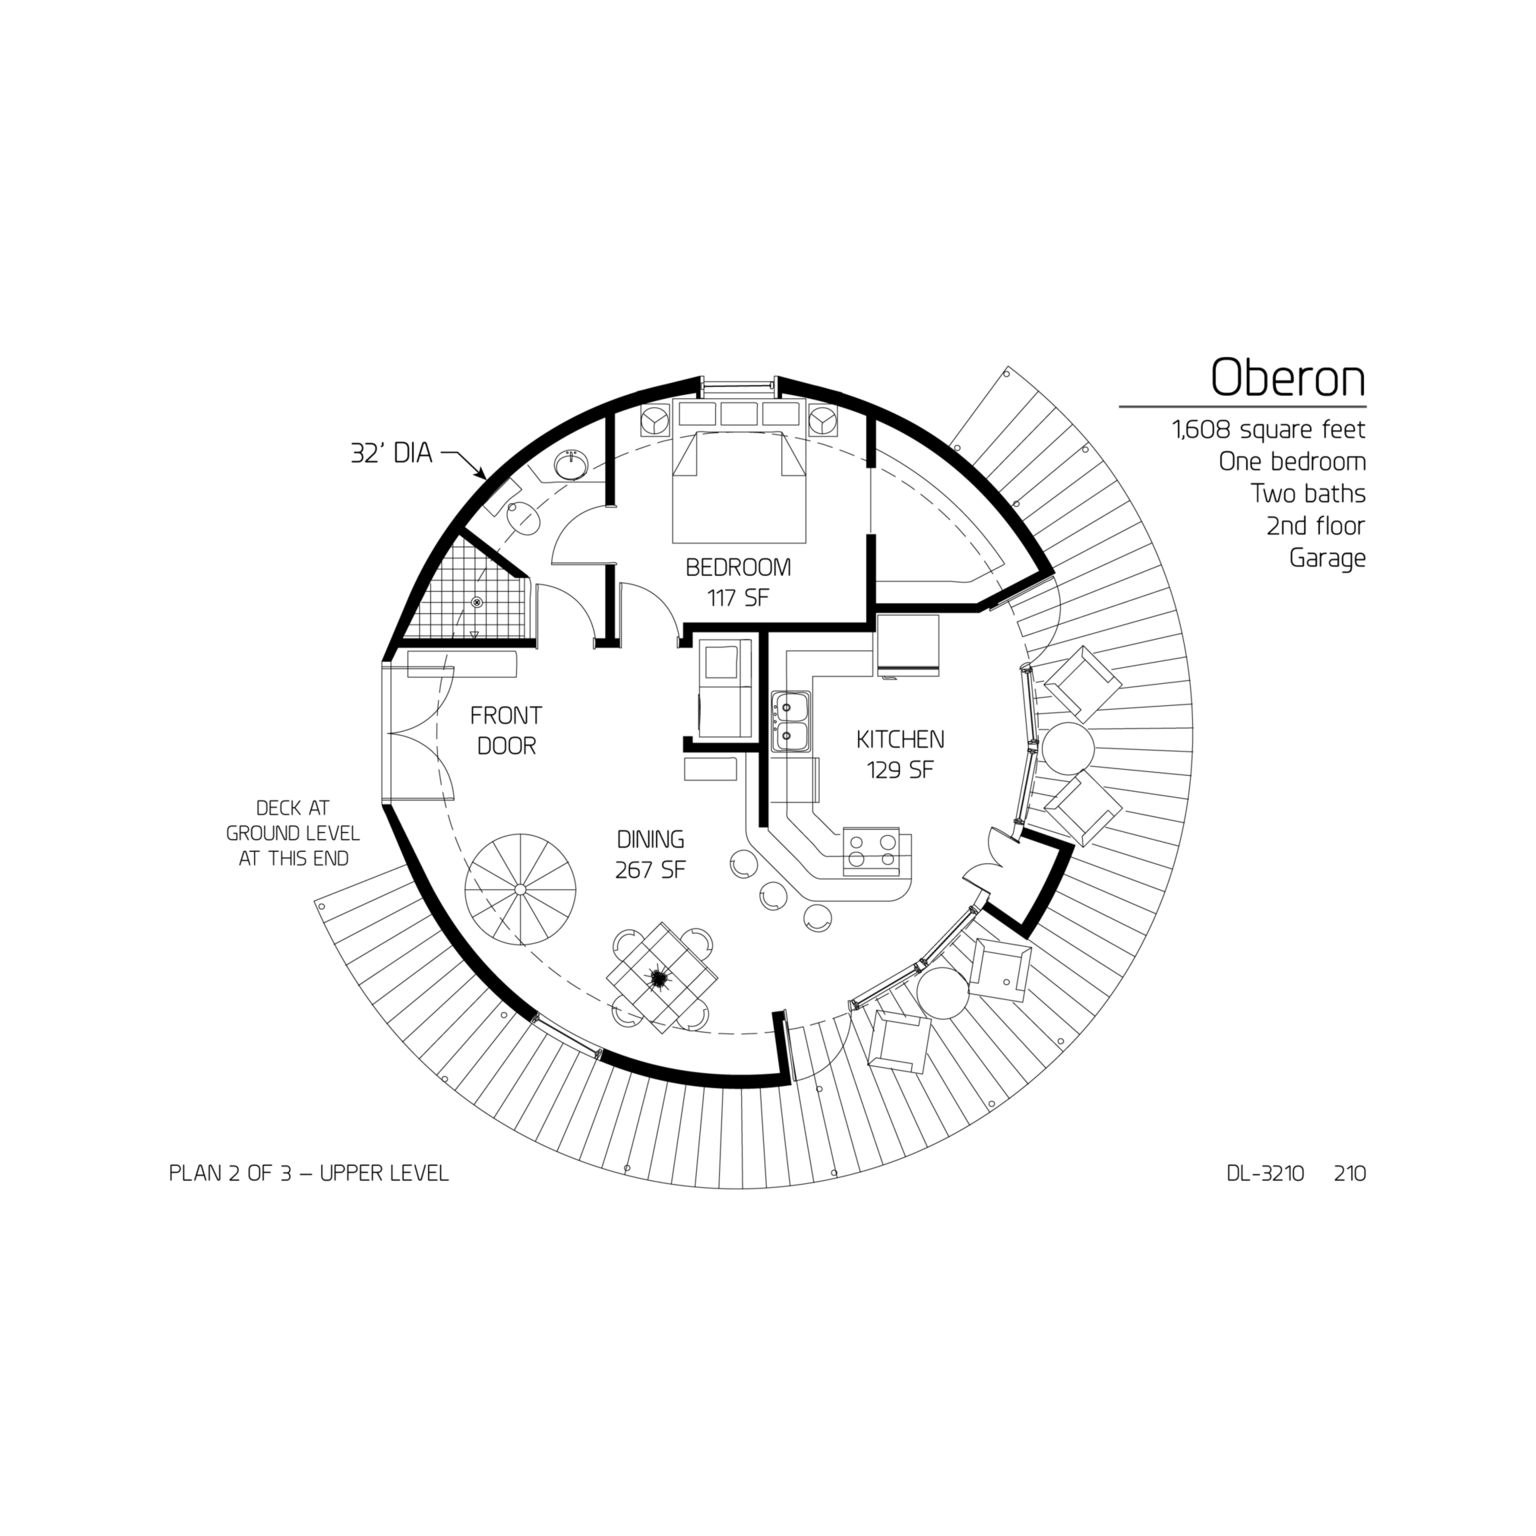 Oberon
1,608 square feet
One bedroom
Two baths
2nd floor
Garage
32' DIA
BEDROOM
117 SF
FRONT
DOOR
KITCHEN
129 SF
DECK AT
GROUND LEVEL
AT THIS END
DINING
267 SF
PLAN 2 OF 3 – UPPER LEVEL
DL-3210 210